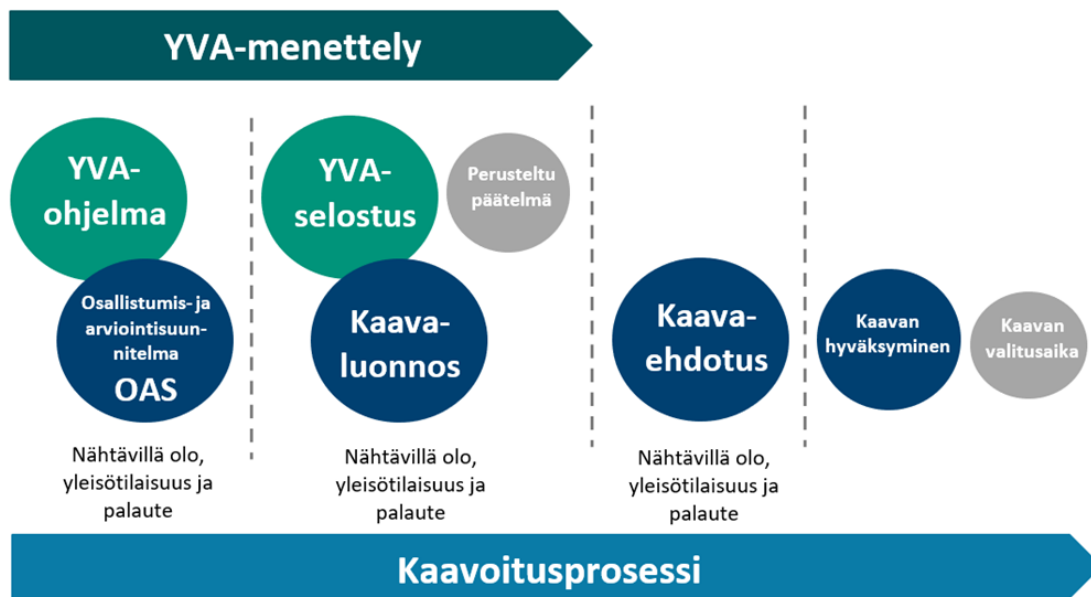 YVA-menettely
YVA-
ohjelma
YVA-
selostus
Perusteltu
päätelmä
Osallistumis- ja
arviointisuun-
nitelma
OAS
Kaava-
luonnos
Kaava-
ehdotus
Kaavan
hyväksyminen
Kaavan
valitusaika
Nähtävillä olo,
yleisötilaisuus ja
palaute
Nähtävillä olo,
yleisötilaisuus ja
palaute
Nähtävillä olo,
yleisötilaisuus ja
palaute
Kaavoitusprosessi